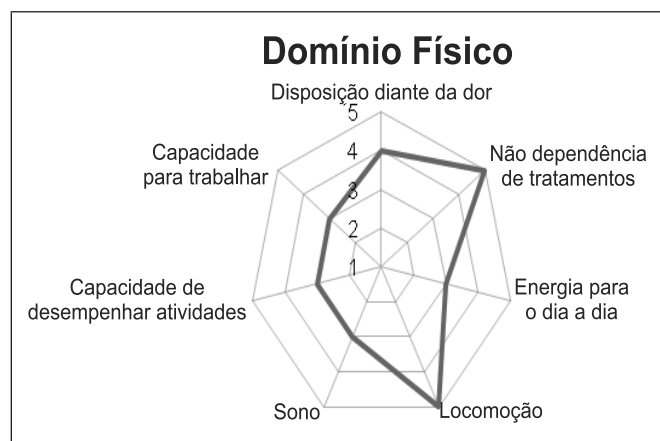 Domínio Físico
Disposição diante da dor
5
4
3
2
1
Capacidade
para trabalhar
Não dependência
de tratamentos
Capacidade de
desempenhar atividades
Energia para
o dia a dia
Sono
Locomoção